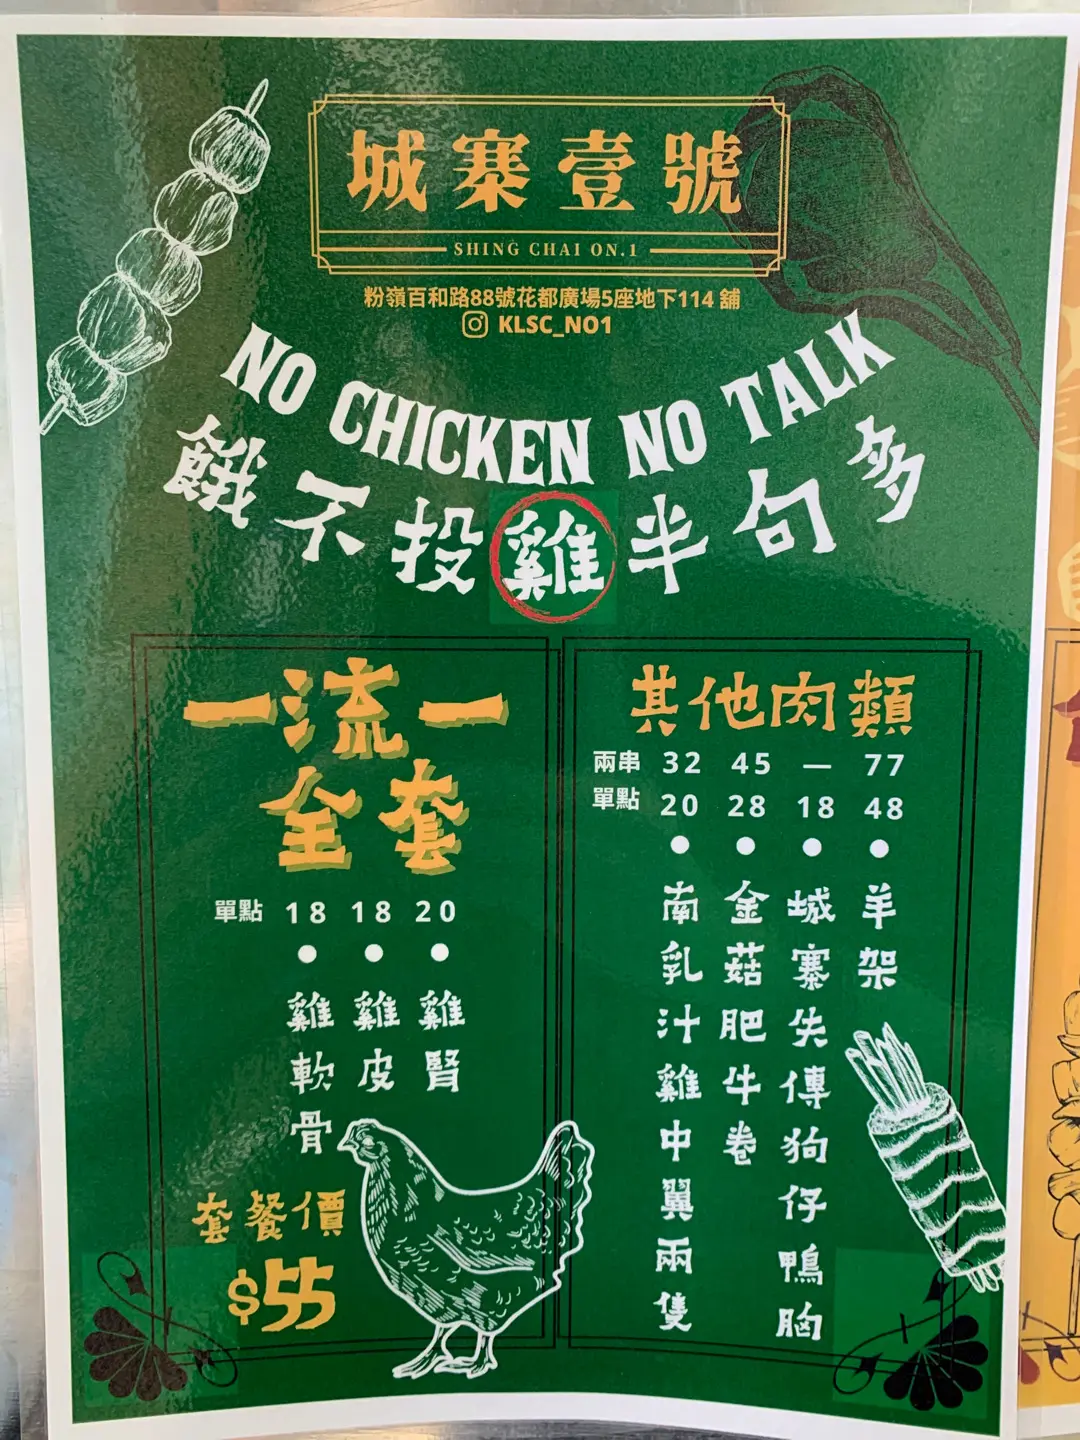 城寨壹號
SHING CHAI ON.1
粉嶺百和路88號花都廣場5座地下114 舖
KLSC_NO1
NO CHICKEN NO TALK
餓不投雞半句多
一流一
全套
單點 18 18 20
雞軟骨
雞皮
雞腎
套餐價
$55
其他肉類
兩串 32 45 — 77
單點 20 28 18 48
南乳汁雞中翼兩隻
金菇肥牛卷
城寨失傳狗仔鴨胸
羊架